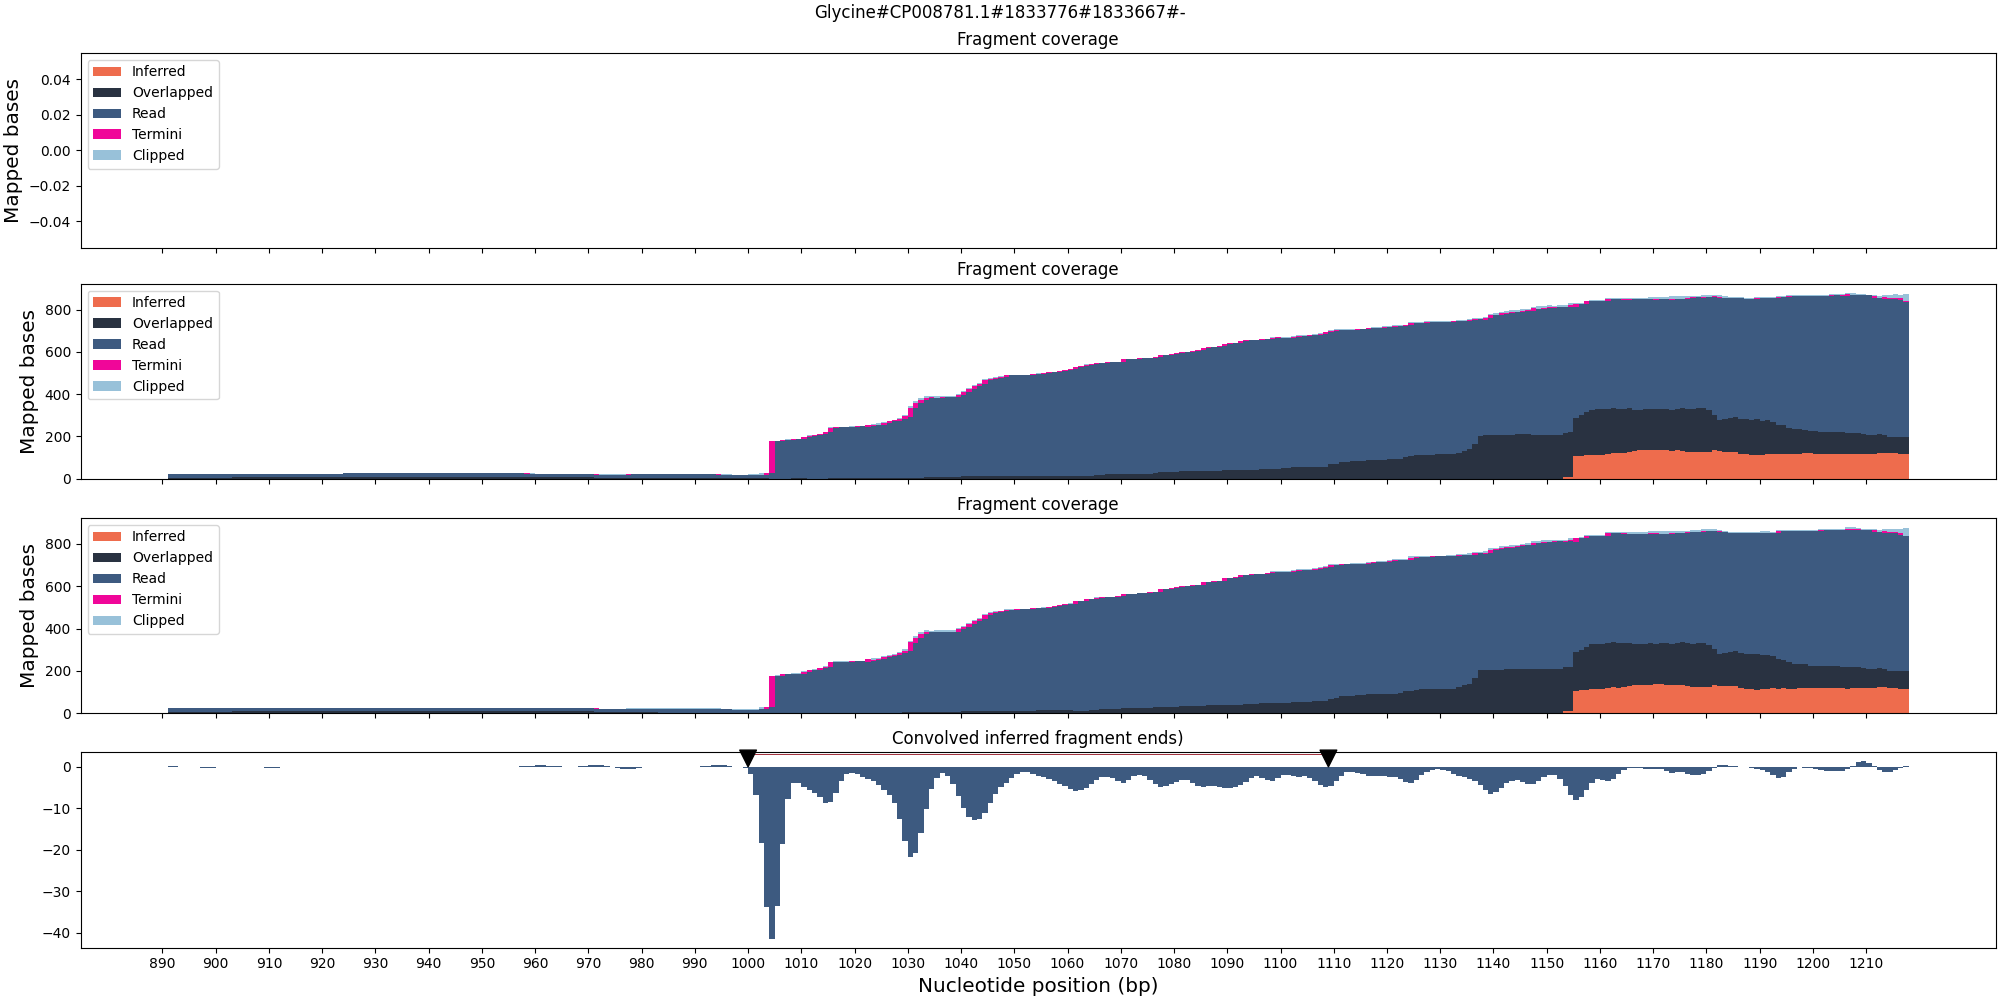 Glycine#CP008781.1#1833776#1833667#-
Fragment coverage
Mapped bases
0.04
0.02
0.00
−0.02
−0.04
Inferred
Overlapped
Read
Termini
Clipped
Fragment coverage
Mapped bases
800
600
400
200
0
Inferred
Overlapped
Read
Termini
Clipped
Fragment coverage
Mapped bases
800
600
400
200
0
Inferred
Overlapped
Read
Termini
Clipped
Convolved inferred fragment ends)
0
−10
−20
−30
−40
890 900 910 920 930 940 950 960 970 980 990 1000 1010 1020 1030 1040 1050 1060 1070 1080 1090 1100 1110 1120 1130 1140 1150 1160 1170 1180 1190 1200 1210
Nucleotide position (bp)